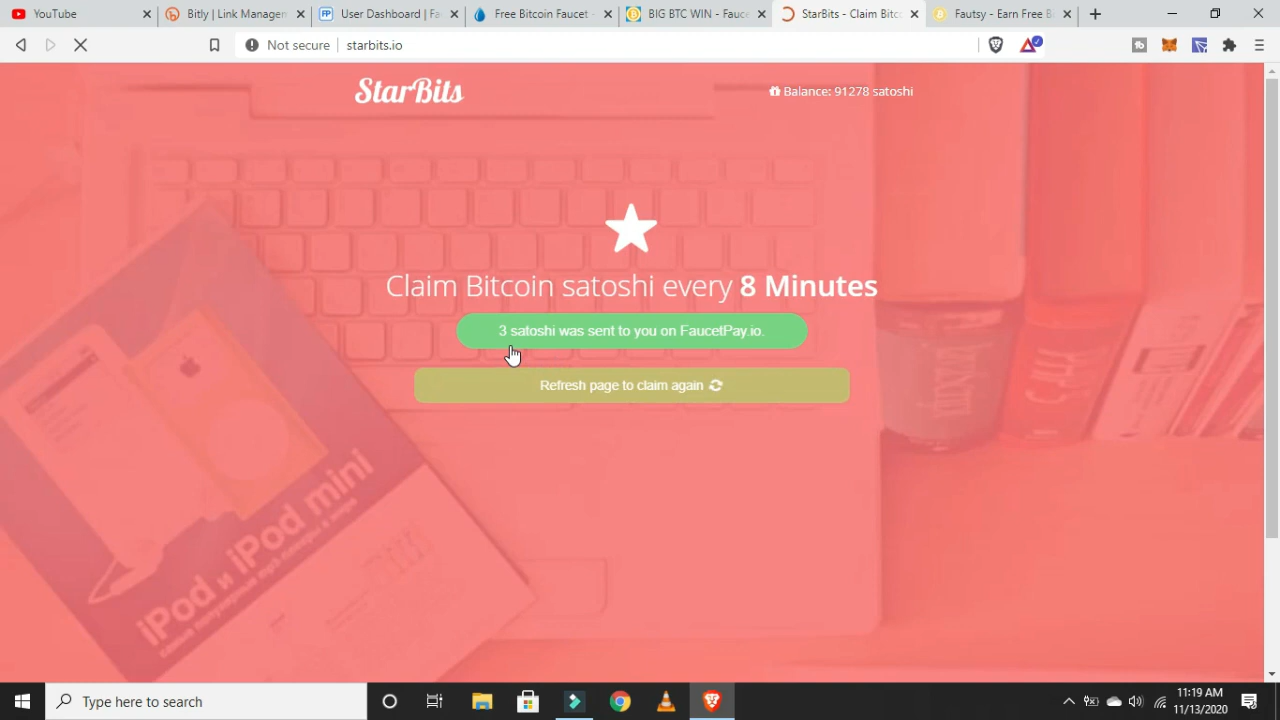 YouTube
Bitly | Link Manager
User Dashboard | Fa
Free Bitcoin Faucet -
BIG BTC WIN - Fauce
StarBits - Claim Bitc
Fautsy - Earn Free B
Not secure
starbits.io
StarBits
Balance: 91278 satoshi
Claim Bitcoin satoshi every 8 Minutes
3 satoshi was sent to you on FaucetPay.io.
Refresh page to claim again
iPod и iPod mini
Type here to search
11:19 AM
11/13/2020